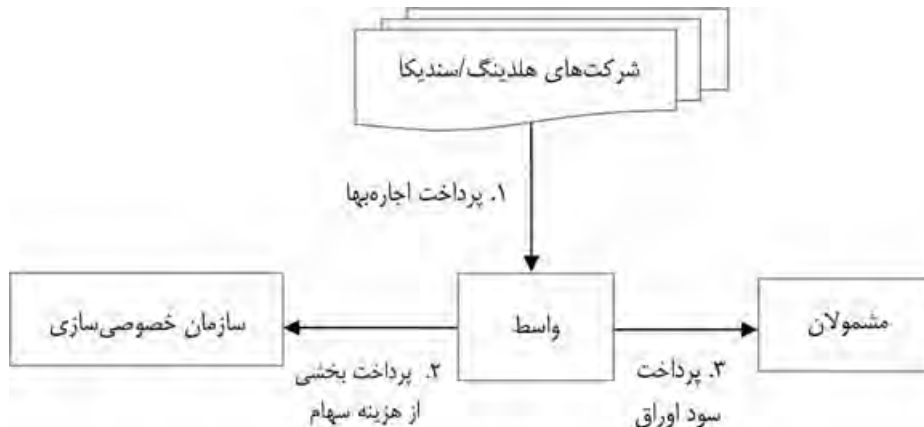 شرکت‌های هلدینگ/سندیکا
۱. پرداخت اجاره‌بها
سازمان خصوصی‌سازی
واسط
مشمولان
۲. پرداخت بخشی
از هزینه سهام
۳. پرداخت
سود اوراق